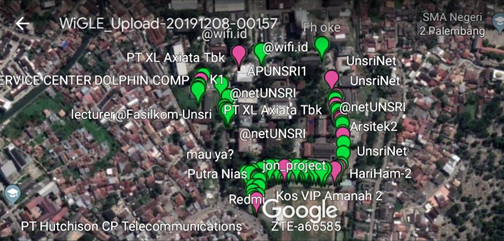 WiGLE_Upload-20191208-00157
Fh oke
SMA Negeri
2 Palembang
@wifi.id
@wifi.id
PT XL Axiata Tbk
UnsriNet
APUNSRI1
SERVICE CENTER DOLPHIN COMP
K1
UnsriNet
@netUNSRI
lecturer@Fasilkom-Unsri
PT XL Axiata Tbk
@netUNSRI
Arsitek2
@netUNSRI
mau ya?
UnsriNet
jon_project
Putra Nias
HariHam-2
Redmi
Kos VIP Amanah 2
Google
PT Hutchison CP Telecommunications
ZTE-a66585